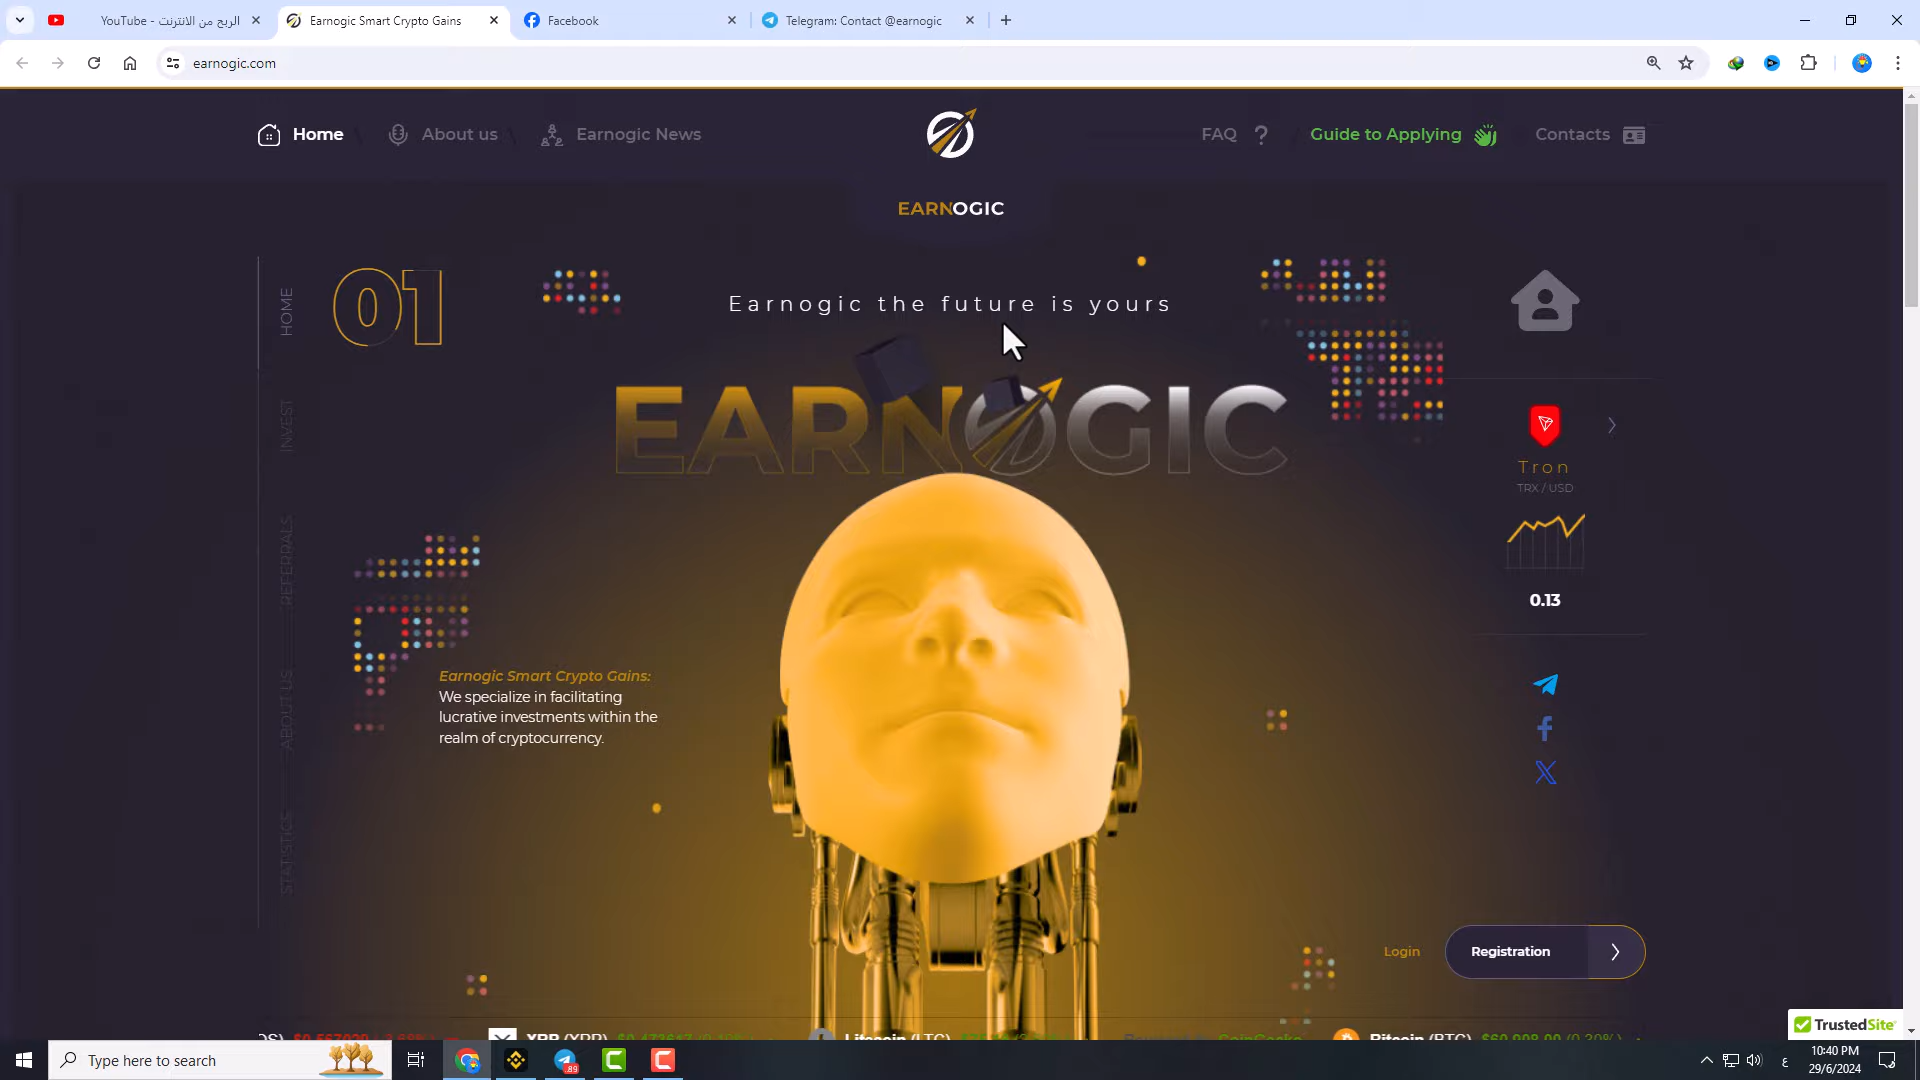 YouTube - الربح من الانترنت
Earnogic Smart Crypto Gains
Facebook
Telegram: Contact @earnogic
earnogic.com
Home
About us
Earnogic News
FAQ ?
Guide to Applying
Contacts
EARNOGIC
01
HOME
INVEST
REFERRALS
ABOUT US
STATISTICS
Earnogic the future is yours
EARNOGIC
Tron
TRX / USD
0.13
Earnogic Smart Crypto Gains:
We specialize in facilitating
lucrative investments within the
realm of cryptocurrency.
Login
Registration
XRP (XRP)
Litecoin (LTC)
CoinGecko
Bitcoin (BTC) $60,908.00 (0.30%)
TrustedSite
Type here to search
89
ع
10:40 PM
29/6/2024